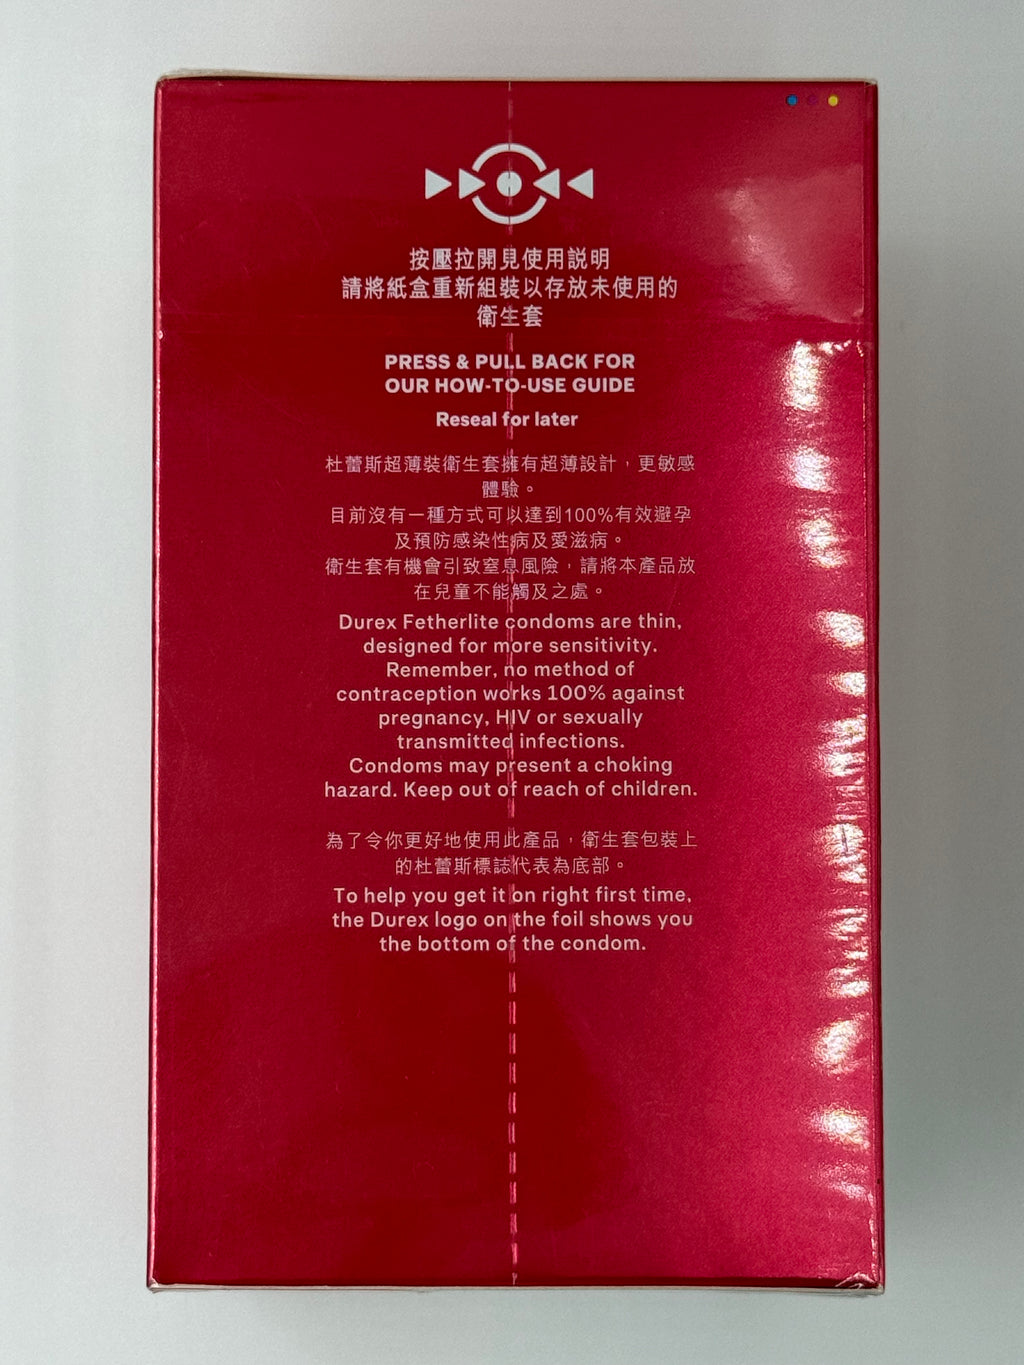 按壓拉開見使用説明
請將紙盒重新組裝以存放未使用的
衛生套
PRESS & PULL BACK FOR
OUR HOW-TO-USE GUIDE
Reseal for later
杜蕾斯超薄裝衛生套擁有超薄設計，更敏感
體驗。
目前沒有一種方式可以達到100%有效避孕
及預防感染性病及愛滋病。
衛生套有機會引致窒息風險，請將本產品放
在兒童不能觸及之處。
Durex Fetherlite condoms are thin,
designed for more sensitivity.
Remember, no method of
contraception works 100% against
pregnancy, HIV or sexually
transmitted infections.
Condoms may present a choking
hazard. Keep out of reach of children.
為了令你更好地使用此產品，衛生套包裝上
的杜蕾斯標誌代表為底部。
To help you get it on right first time,
the Durex logo on the foil shows you
the bottom of the condom.